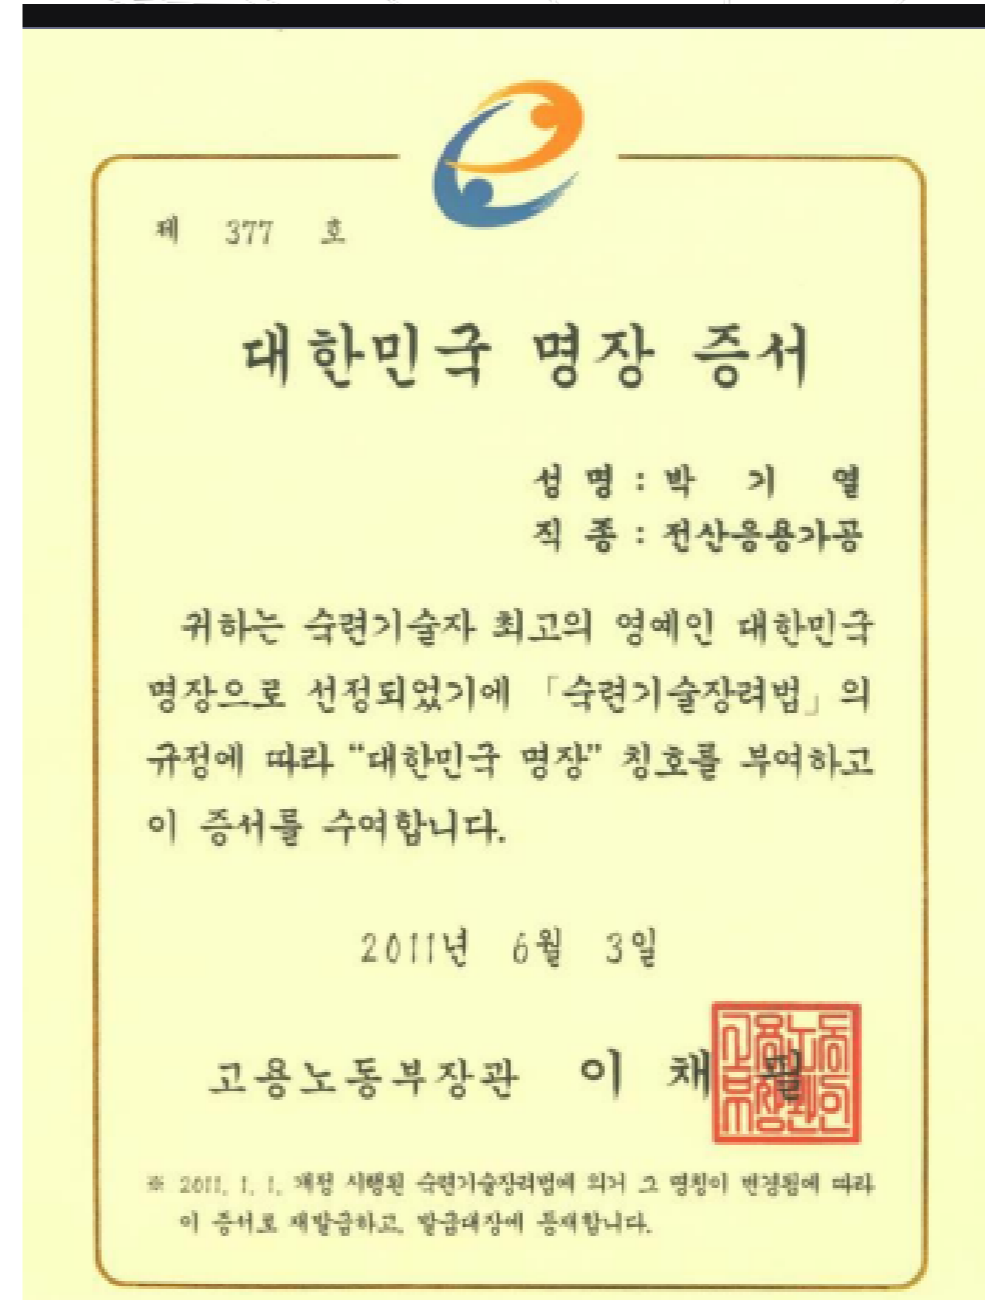 제 377 호
대한민국 명장 증서
성 명 : 박 기 열
직 종 : 전산응용가공
귀하는 숙련기술자 최고의 영예인 대한민국
명장으로 선정되었기에 「숙련기술장려법」의
규정에 따라 “대한민국 명장” 칭호를 부여하고
이 증서를 수여합니다.
2011년 6월 3일
고용노동부장관 이 채 필
고용노동
부장관인
※ 2011. 1. 1. 개정 시행된 숙련기술장려법에 의거 그 명칭이 변경됨에 따라
이 증서로 재발급하고, 발급대장에 등재합니다.